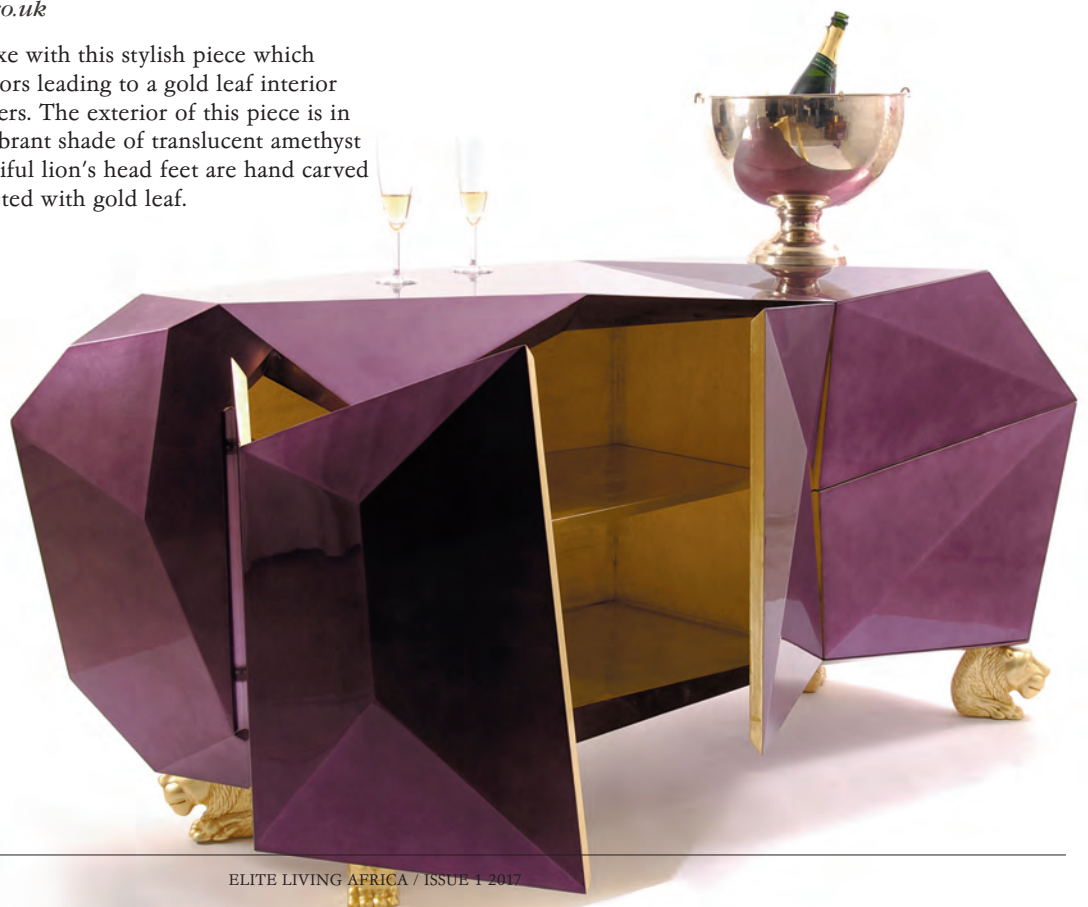 o.uk
xe with this stylish piece which
ors leading to a gold leaf interior
ers. The exterior of this piece is in
brant shade of translucent amethyst
iful lion's head feet are hand carved
ted with gold leaf.
ELITE LIVING AFRICA / ISSUE 1 2017